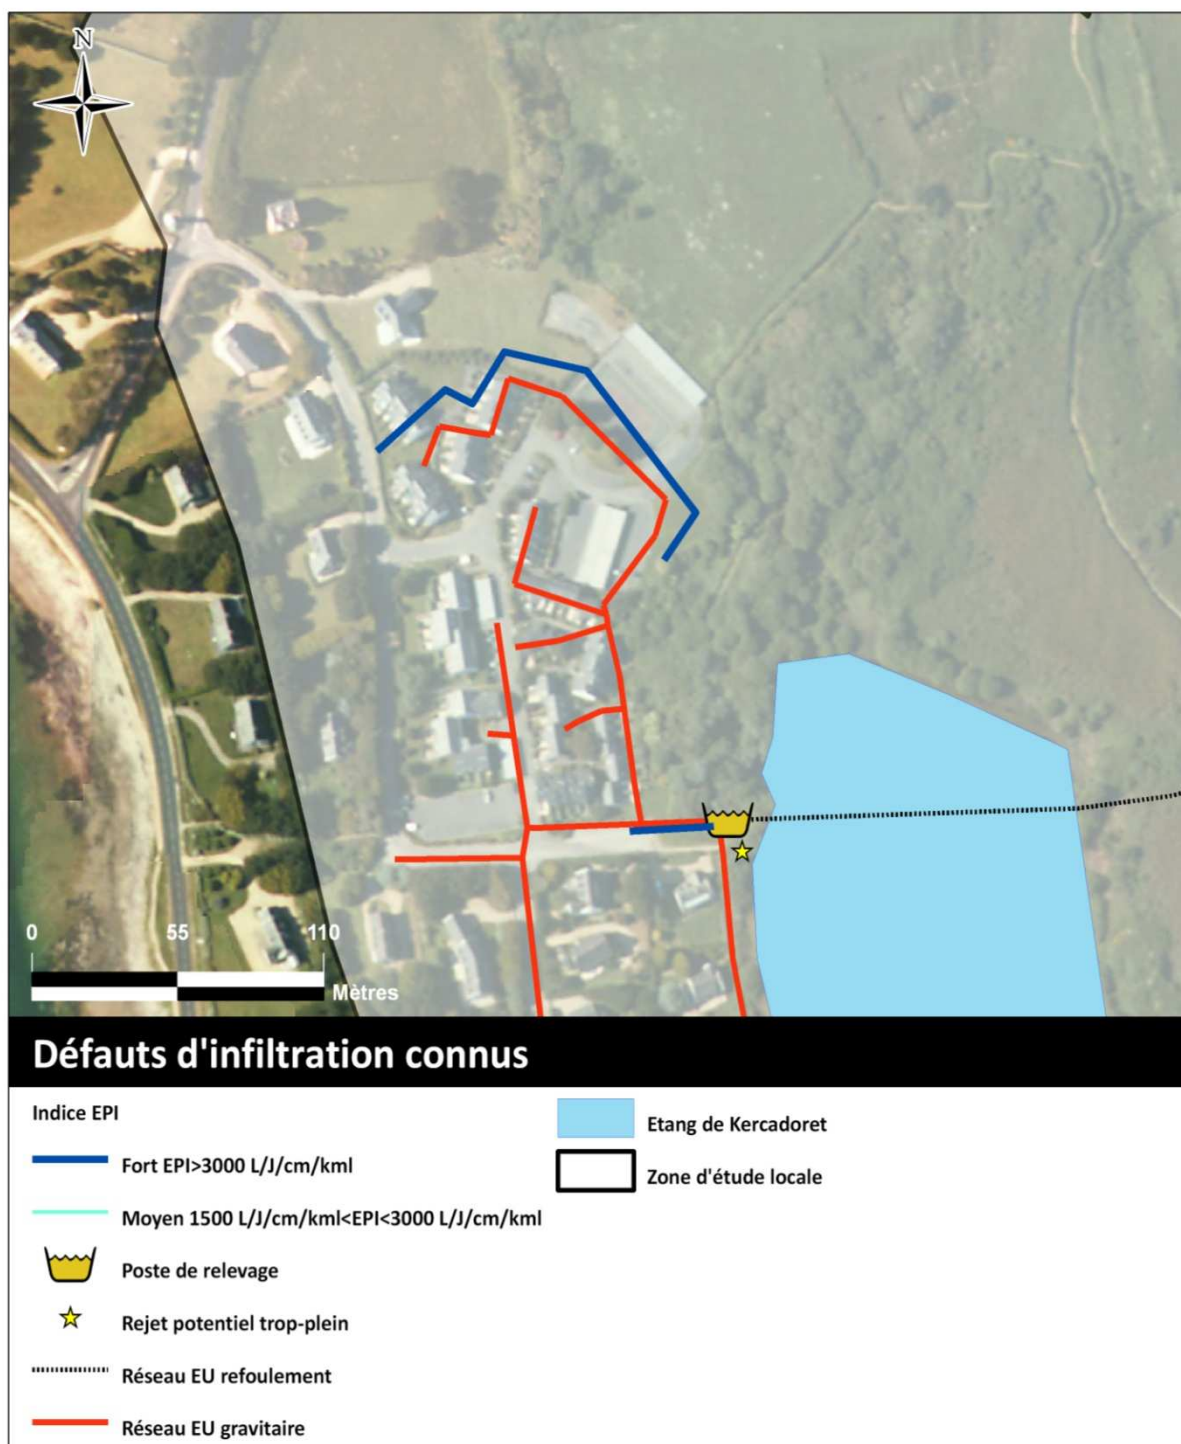 N
0 55 110
Mètres
Défauts d'infiltration connus
Indice EPI
Fort EPI>3000 L/J/cm/kml
Moyen 1500 L/J/cm/kml<EPI<3000 L/J/cm/kml
Poste de relevage
Rejet potentiel trop-plein
Réseau EU refoulement
Réseau EU gravitaire
Etang de Kercadoret
Zone d'étude locale